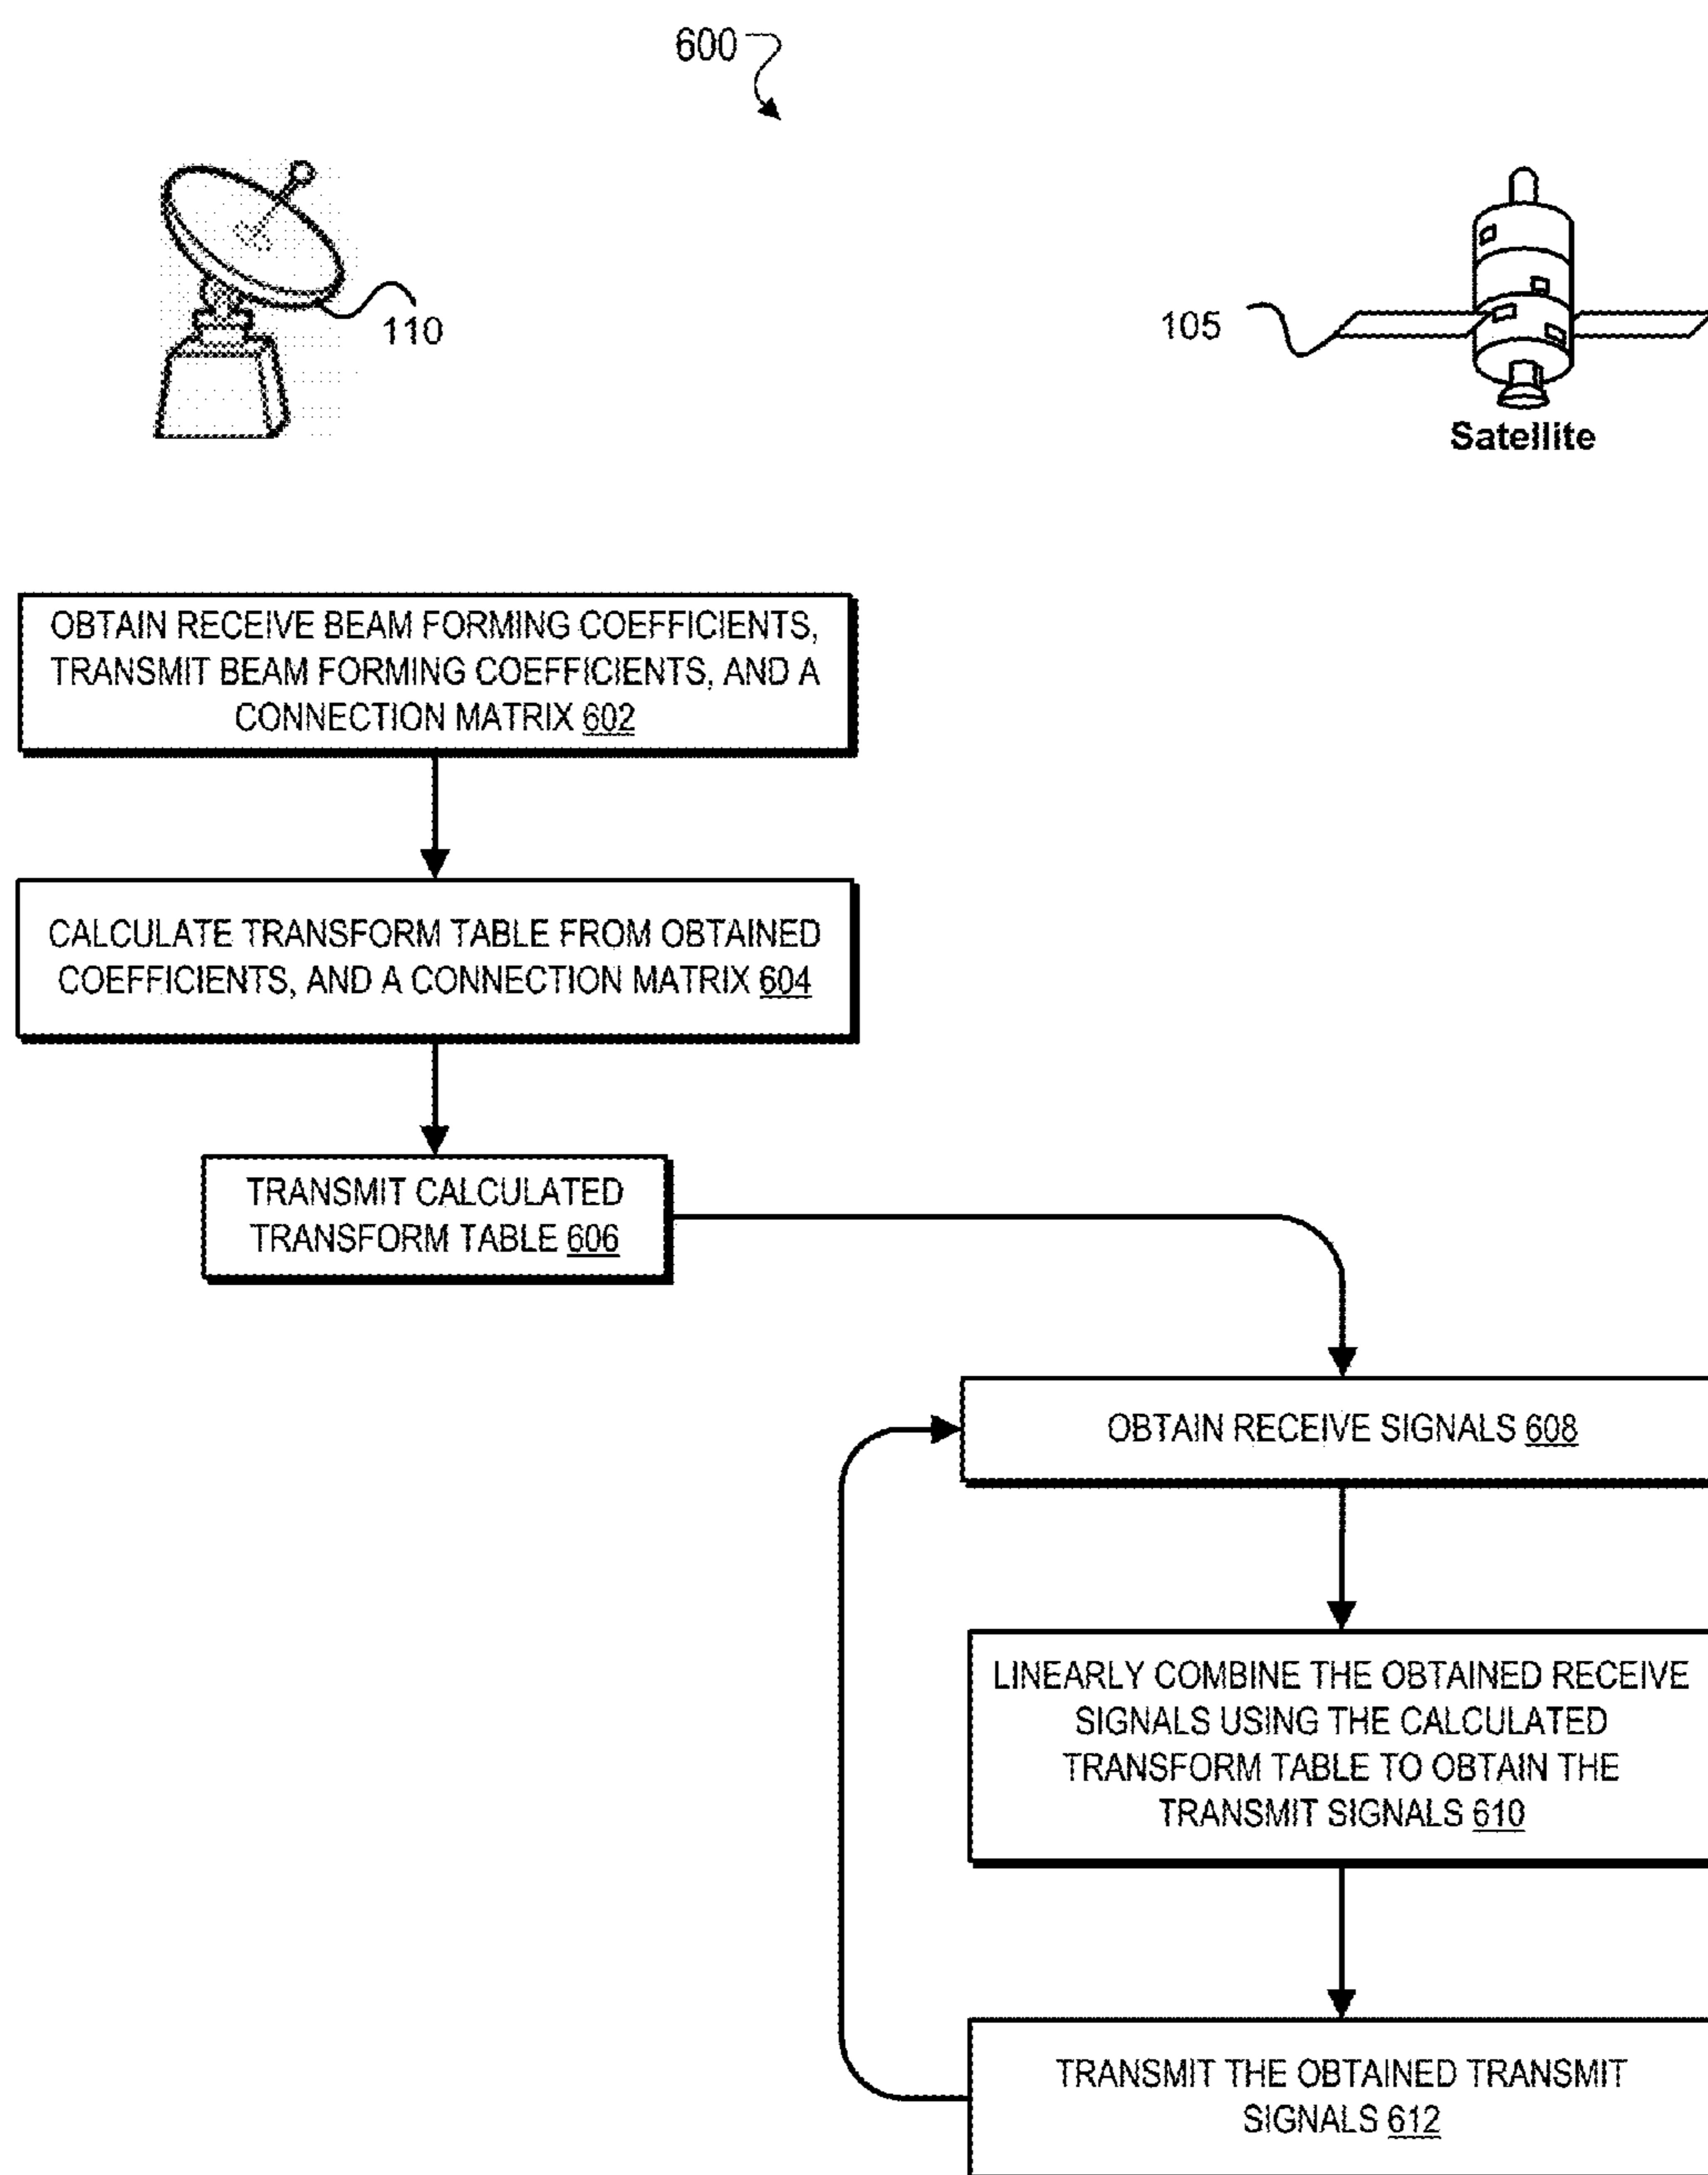 600
110
105
Satellite
OBTAIN RECEIVE BEAM FORMING COEFFICIENTS,
TRANSMIT BEAM FORMING COEFFICIENTS, AND A
CONNECTION MATRIX 602
CALCULATE TRANSFORM TABLE FROM OBTAINED
COEFFICIENTS, AND A CONNECTION MATRIX 604
TRANSMIT CALCULATED
TRANSFORM TABLE 606
OBTAIN RECEIVE SIGNALS 608
LINEARLY COMBINE THE OBTAINED RECEIVE
SIGNALS USING THE CALCULATED
TRANSFORM TABLE TO OBTAIN THE
TRANSMIT SIGNALS 610
TRANSMIT THE OBTAINED TRANSMIT
SIGNALS 612